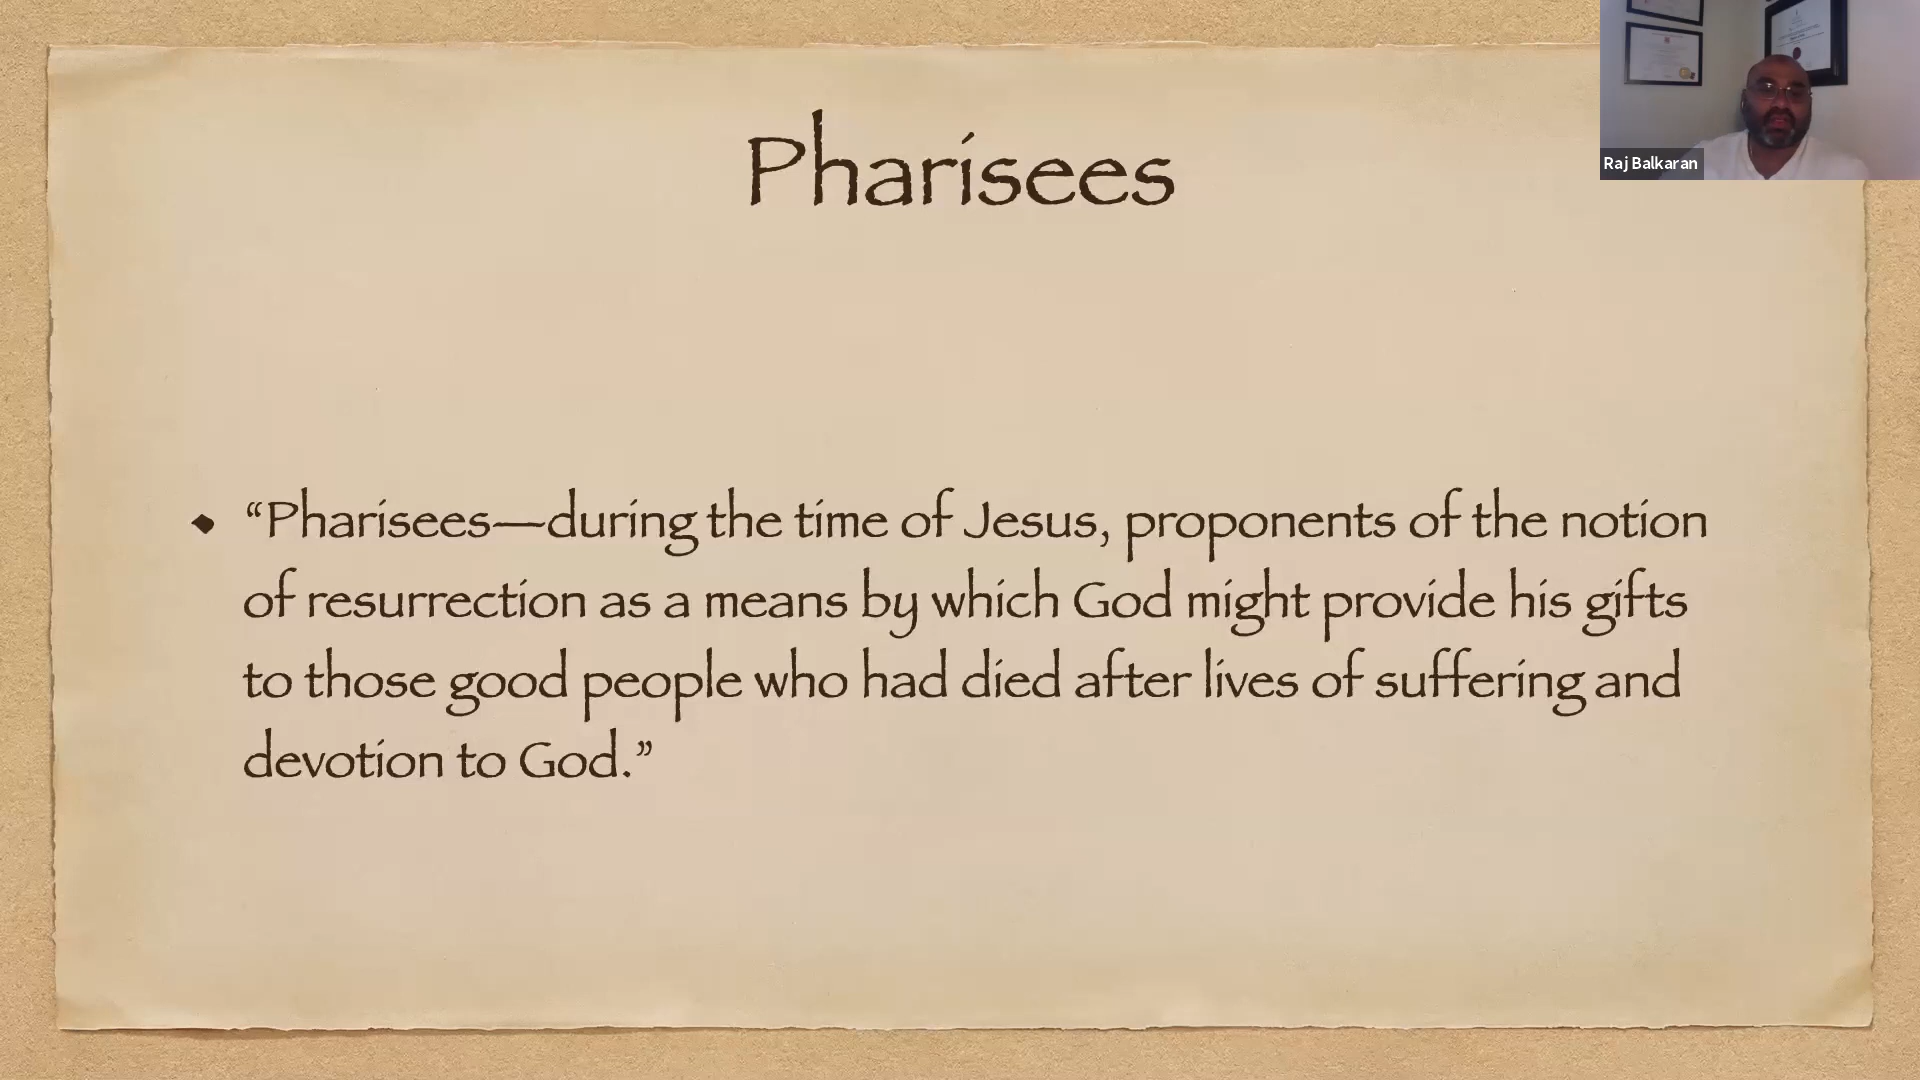 Pharisees
Raj Balkaran
“Pharisees—during the time of Jesus, proponents of the notion
of resurrection as a means by which God might provide his gifts
to those good people who had died after lives of suffering and
devotion to God.”